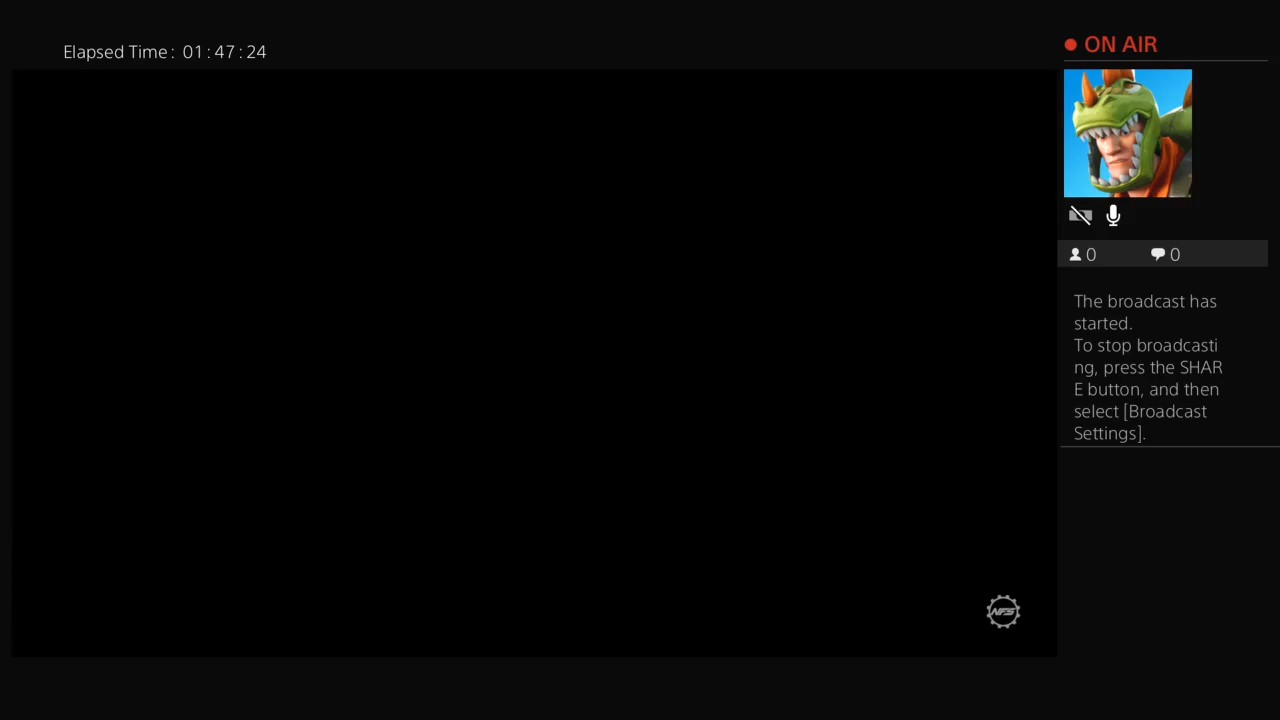 Elapsed Time: 01:47:24
ON AIR
0
0
The broadcast has
started.
To stop broadcasti
ng, press the SHAR
E button, and then
select [Broadcast
Settings].
NFS